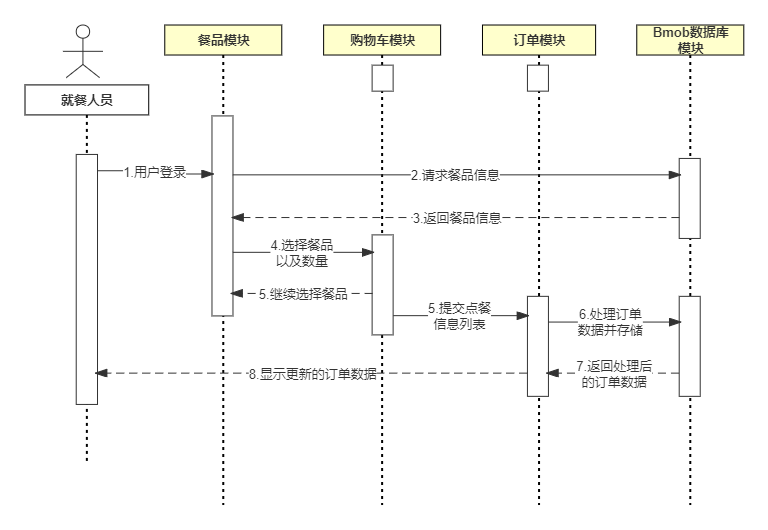 餐品模块
购物车模块
订单模块
Bmob数据库
模块
就餐人员
1.用户登录
2.请求餐品信息
3.返回餐品信息
4.选择餐品
以及数量
5.继续选择餐品
5.提交点餐
信息列表
6.处理订单
数据并存储
7.返回处理后
的订单数据
8.显示更新的订单数据